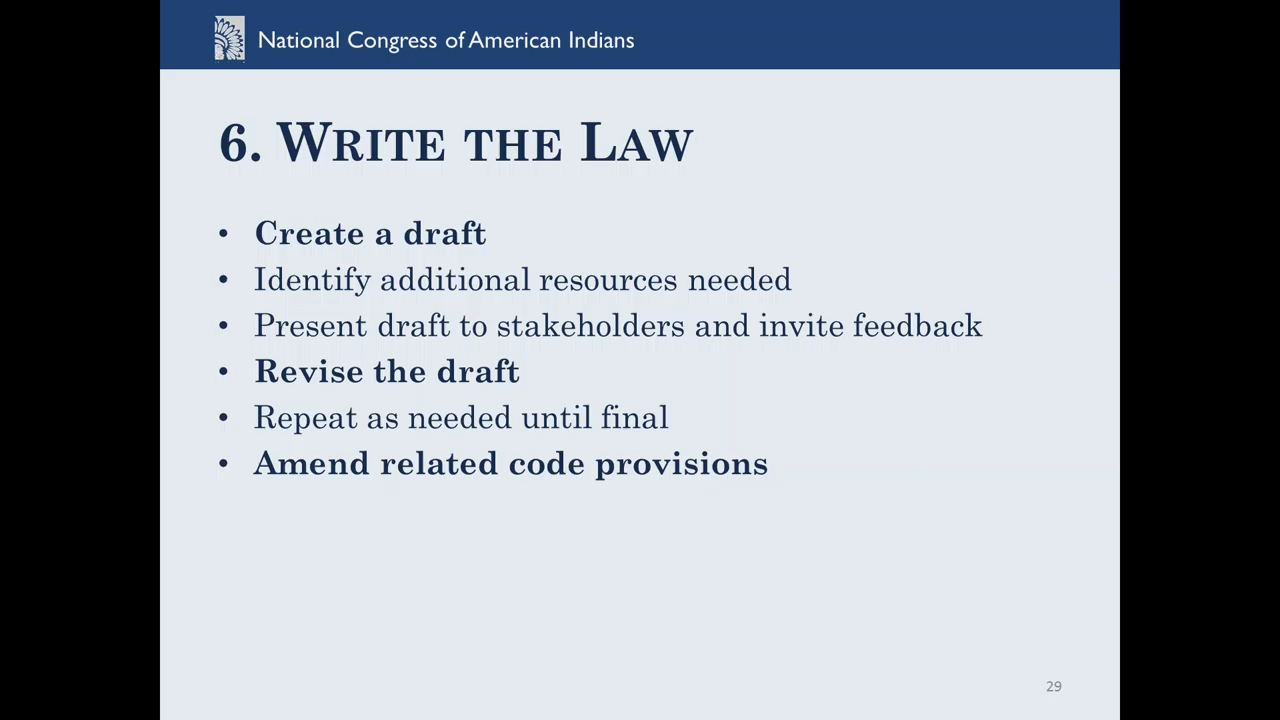 National Congress of American Indians
6. Write the Law
• Create a draft
• Identify additional resources needed
• Present draft to stakeholders and invite feedback
• Revise the draft
• Repeat as needed until final
• Amend related code provisions
29